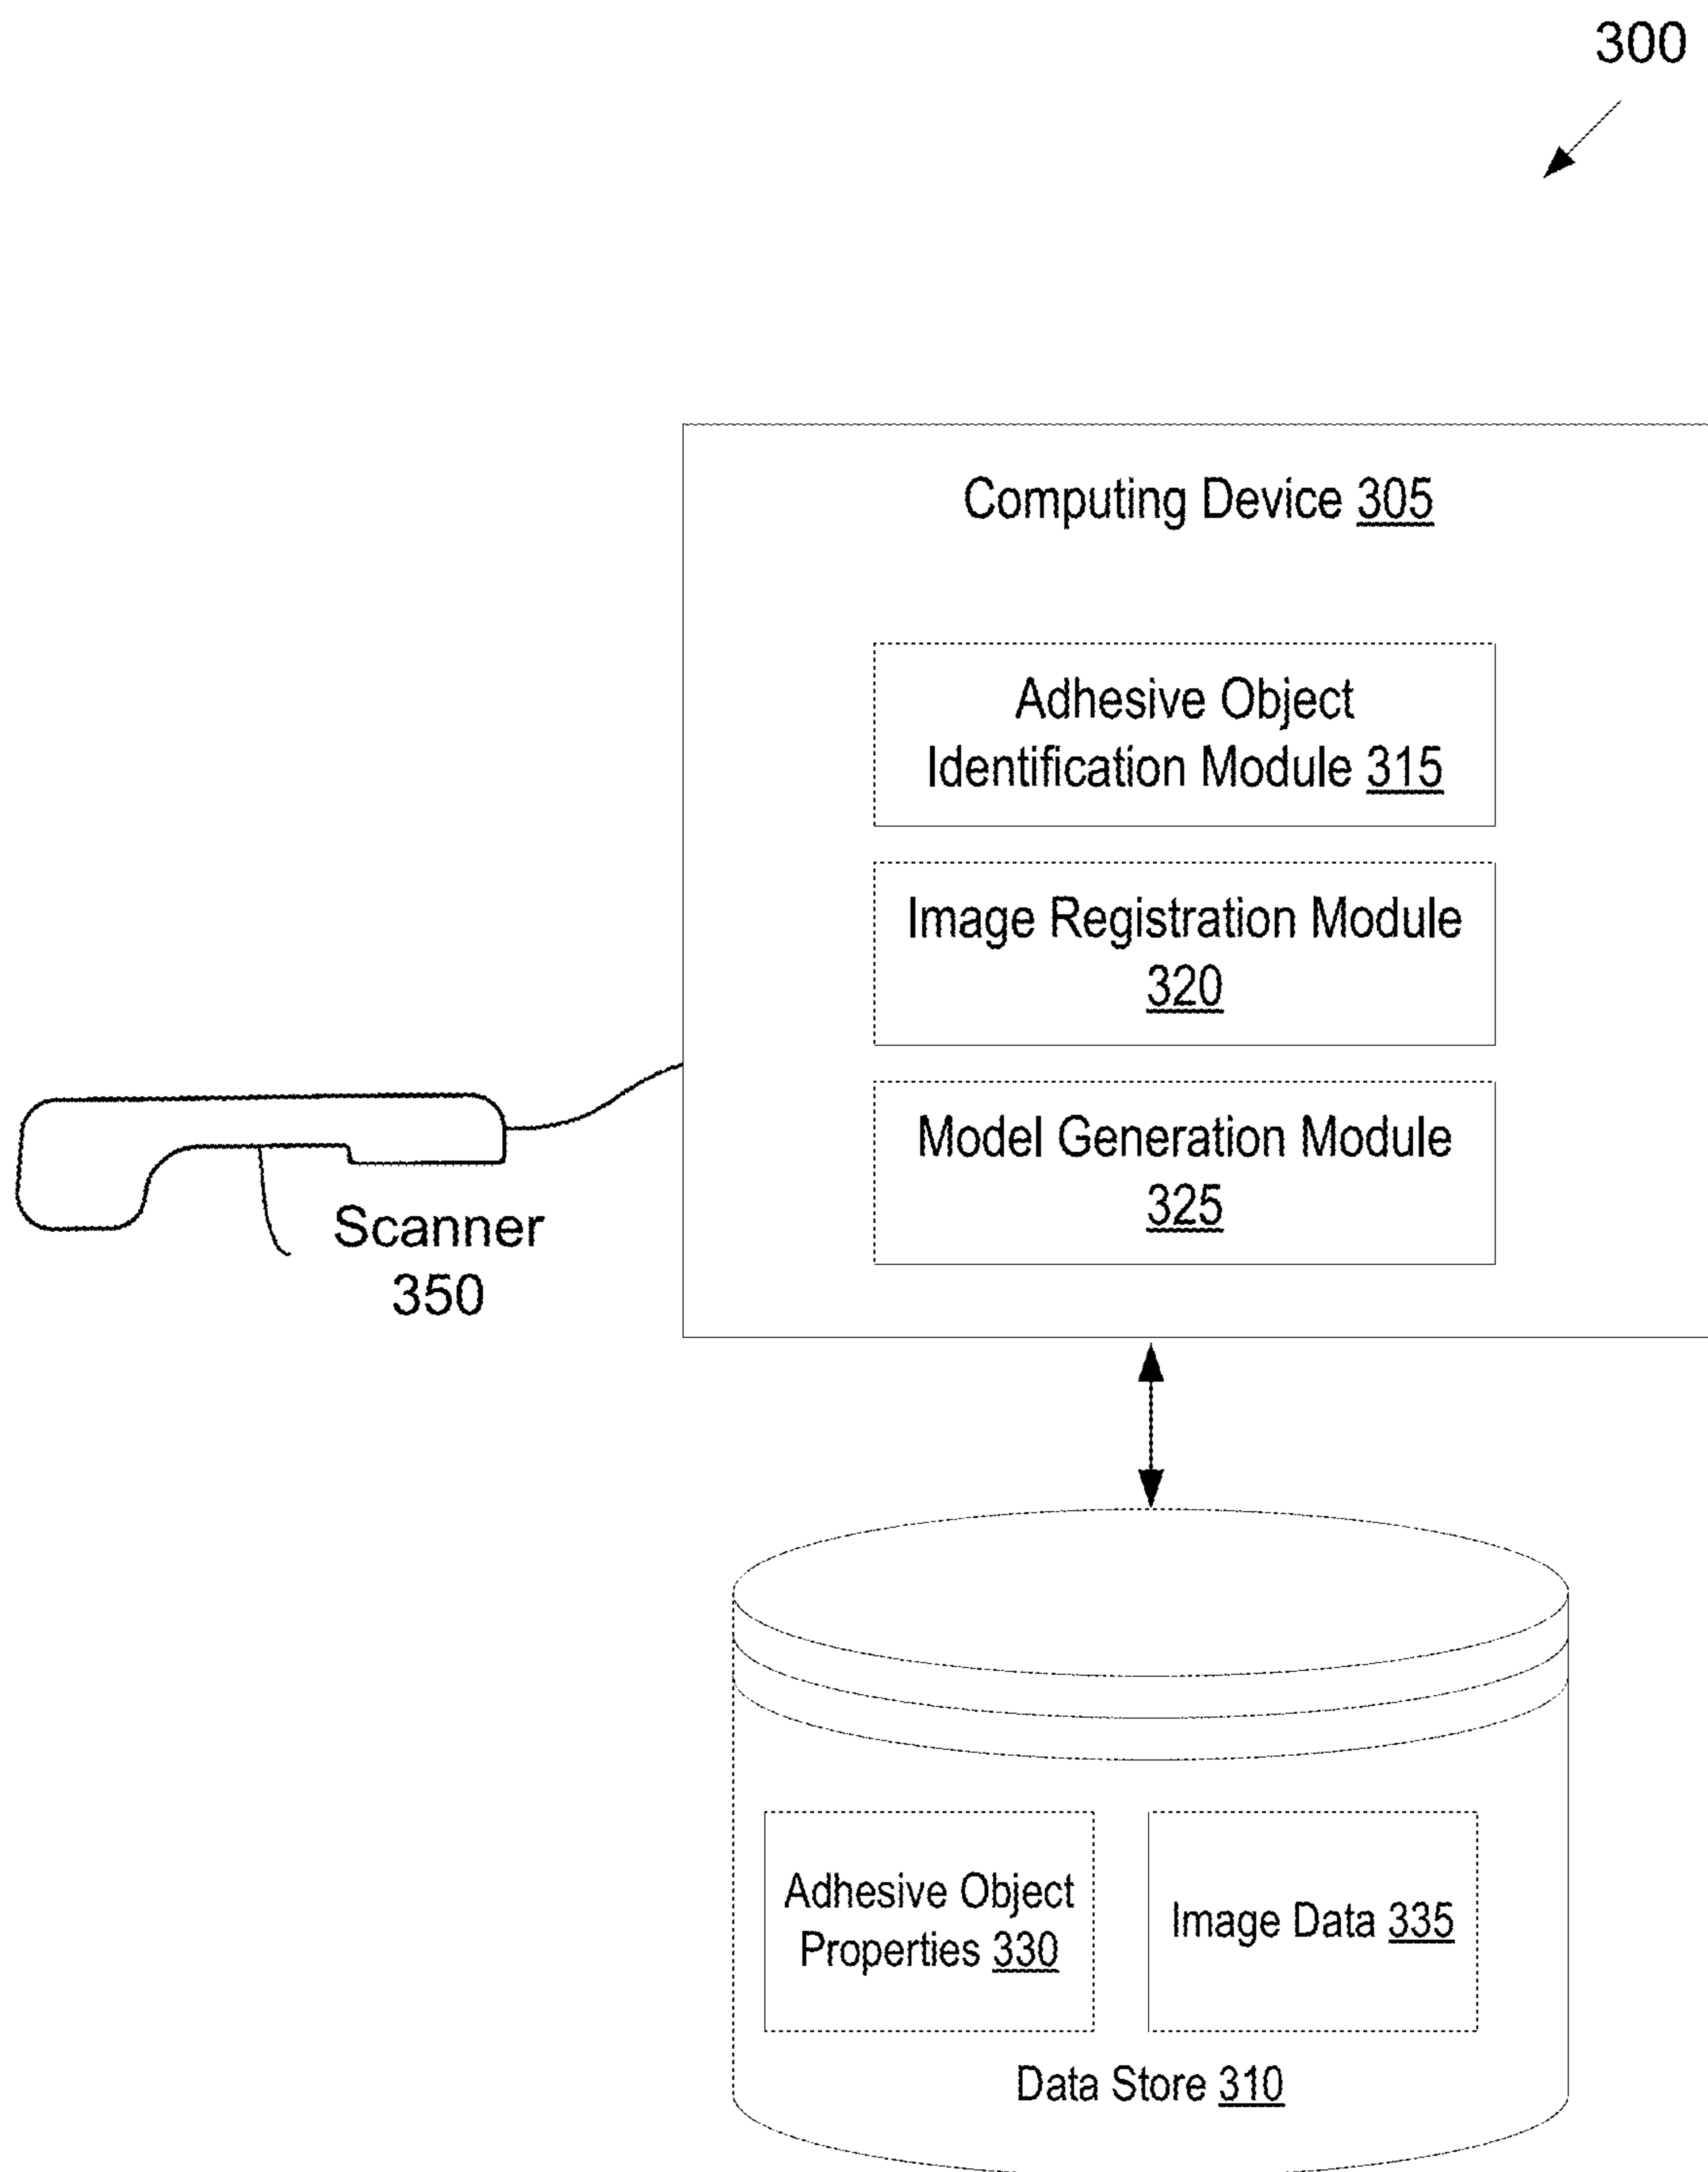 300
Computing Device 305
Adhesive Object
Identification Module 315
Image Registration Module
320
Model Generation Module
325
Scanner
350
Adhesive Object
Properties 330
Image Data 335
Data Store 310